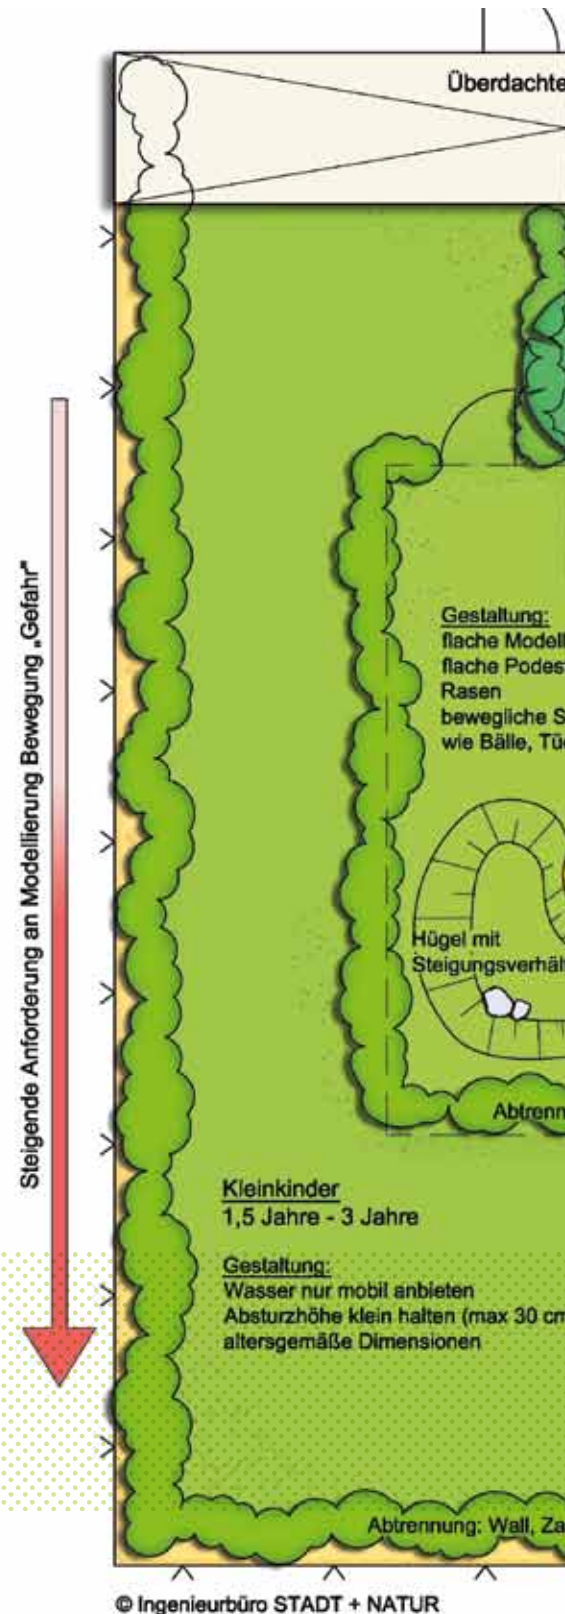 Überdachte
Steigende Anforderung an Modellierung Bewegung „Gefahr"
Gestaltung:
flache Modell
flache Podest
Rasen
bewegliche S
wie Bälle, Tü
Hügel mit
Steigungsverhält
Abtrenn
Kleinkinder
1,5 Jahre - 3 Jahre
Gestaltung:
Wasser nur mobil anbieten
Absturzhöhe klein halten (max 30 cm
altersgemäße Dimensionen
Abtrennung: Wall, Za
© Ingenieurbüro STADT + NATUR